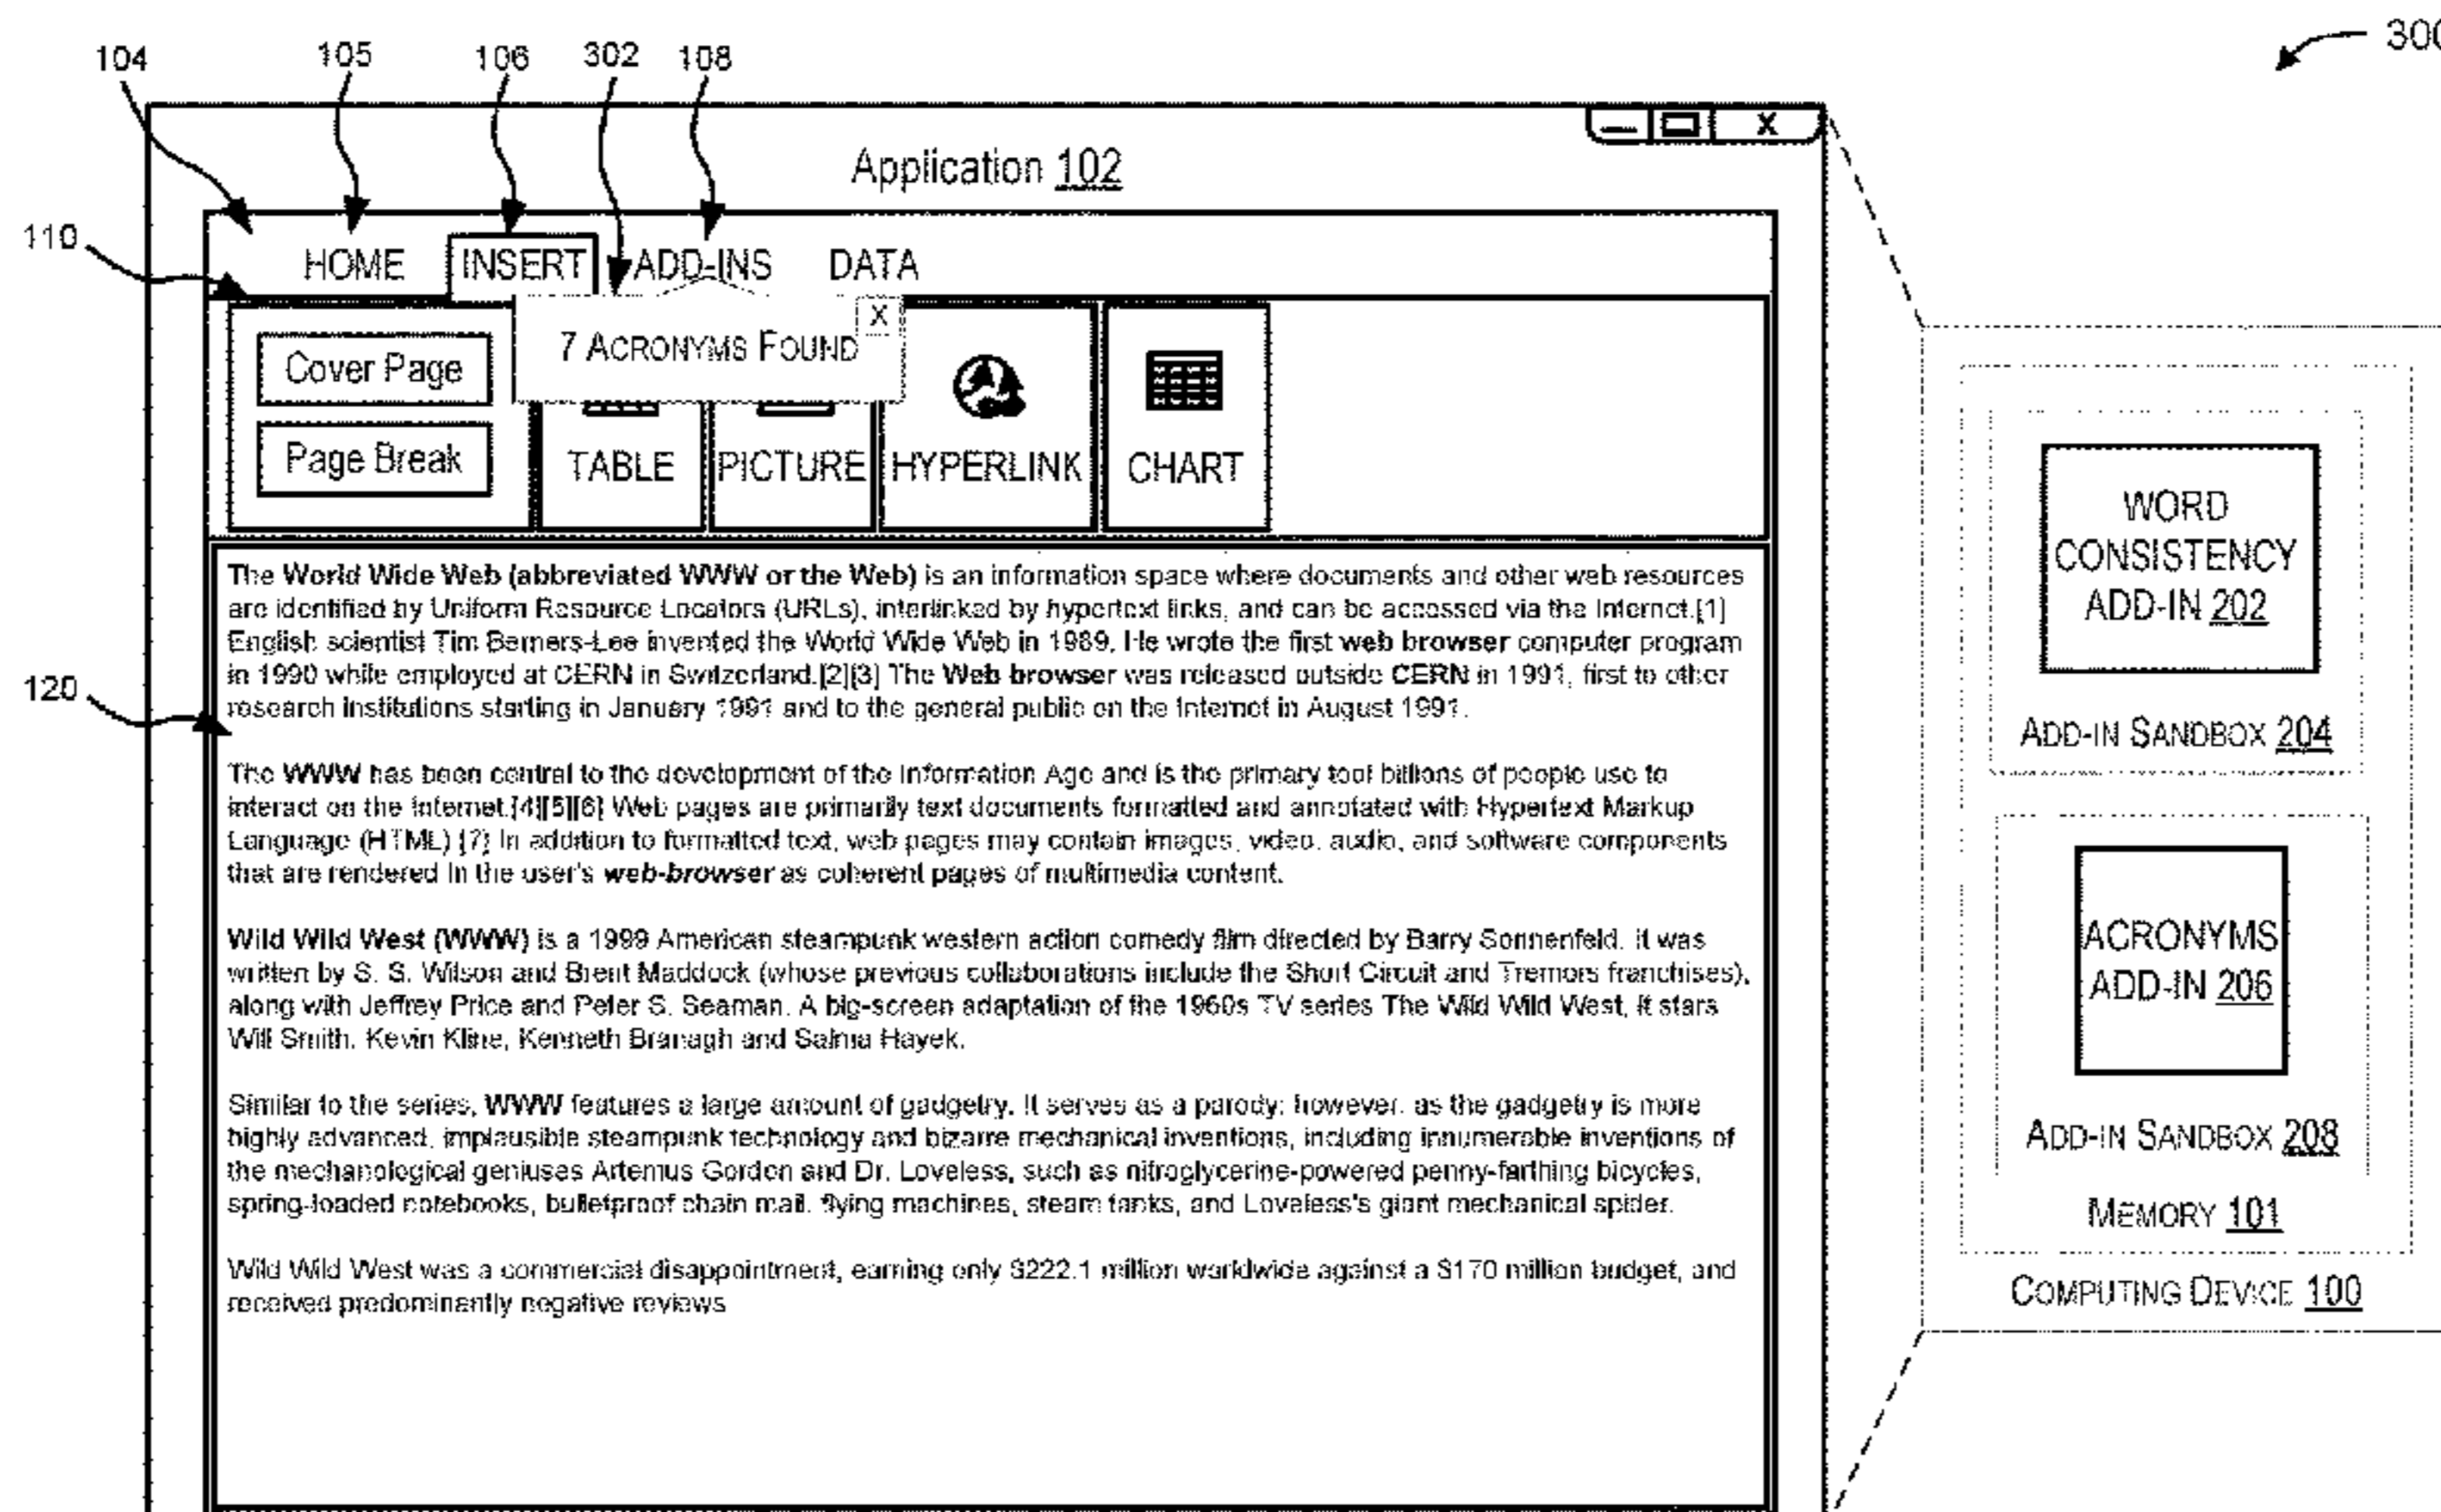 300
104 105 106 302 108
Application 102
X
110
HOME INSERT ADD-INS DATA
X
7 ACRONYMS FOUND
Cover Page
Page Break
TABLE PICTURE HYPERLINK CHART
120
The World Wide Web (abbreviated WWW or the Web) is an information space where documents and other web resources
are identified by Uniform Resource Locators (URLs), interlinked by hypertext links, and can be accessed via the Internet.[1]
English scientist Tim Berners-Lee invented the World Wide Web in 1989. He wrote the first web browser computer program
in 1990 while employed at CERN in Switzerland.[2][3] The Web browser was released outside CERN in 1991, first to other
research institutions starting in January 1991 and to the general public on the Internet in August 1991.
The WWW has been central to the development of the Information Age and is the primary tool billions of people use to
interact on the Internet.[4][5][6] Web pages are primarily text documents formatted and annotated with Hypertext Markup
Language (HTML).[7] In addition to formatted text, web pages may contain images, video, audio, and software components
that are rendered in the user's web-browser as coherent pages of multimedia content.
Wild Wild West (WWW) is a 1999 American steampunk western action comedy film directed by Barry Sonnenfeld. It was
written by S. S. Wilson and Brent Maddock (whose previous collaborations include the Short Circuit and Tremors franchises),
along with Jeffrey Price and Peter S. Seaman. A big-screen adaptation of the 1960s TV series The Wild Wild West, it stars
Will Smith, Kevin Kline, Kenneth Branagh and Salma Hayek.
Similar to the series, WWW features a large amount of gadgetry. It serves as a parody; however, as the gadgetry is more
highly advanced, implausible steampunk technology and bizarre mechanical inventions, including innumerable inventions of
the mechanological geniuses Artemus Gordon and Dr. Loveless, such as nitroglycerine-powered penny-farthing bicycles,
spring-loaded notebooks, bulletproof chain mail, flying machines, steam tanks, and Loveless's giant mechanical spider.
Wild Wild West was a commercial disappointment, earning only $222.1 million worldwide against a $170 million budget, and
received predominantly negative reviews
WORD
CONSISTENCY
ADD-IN 202
ADD-IN SANDBOX 204
ACRONYMS
ADD-IN 206
ADD-IN SANDBOX 208
MEMORY 101
COMPUTING DEVICE 100